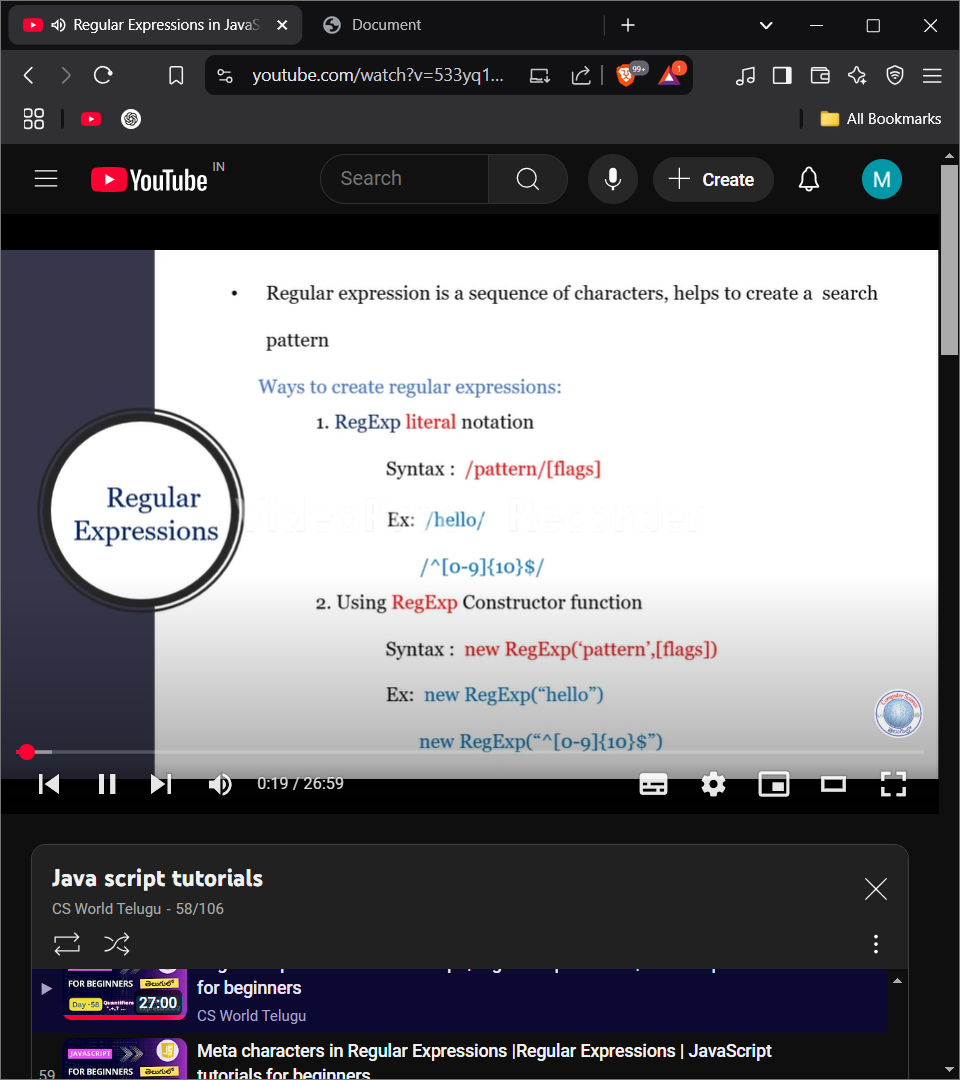 Regular Expressions in JavaS
Document
youtube.com/watch?v=533yq1...
99+
1
All Bookmarks
YouTube IN
Search
Create
M
• Regular expression is a sequence of characters, helps to create a search
pattern
Ways to create regular expressions:
1. RegExp literal notation
Syntax : /pattern/[flags]
Regular
Expressions
Ex: /hello/
/^[0-9]{10}$/
2. Using RegExp Constructor function
Syntax : new RegExp(‘pattern’,[flags])
Ex: new RegExp(“hello”)
new RegExp(“^[0-9]{10}$”)
0:19 / 26:59
Java script tutorials
CS World Telugu - 58/106
FOR BEGINNERS తెలుగులో
Day -58
Quantifiers
27:00
for beginners
CS World Telugu
59
JAVASCRIPT
JS
FOR BEGINNERS తెలుగులో
Meta characters in Regular Expressions |Regular Expressions | JavaScript
tutorials for beginners